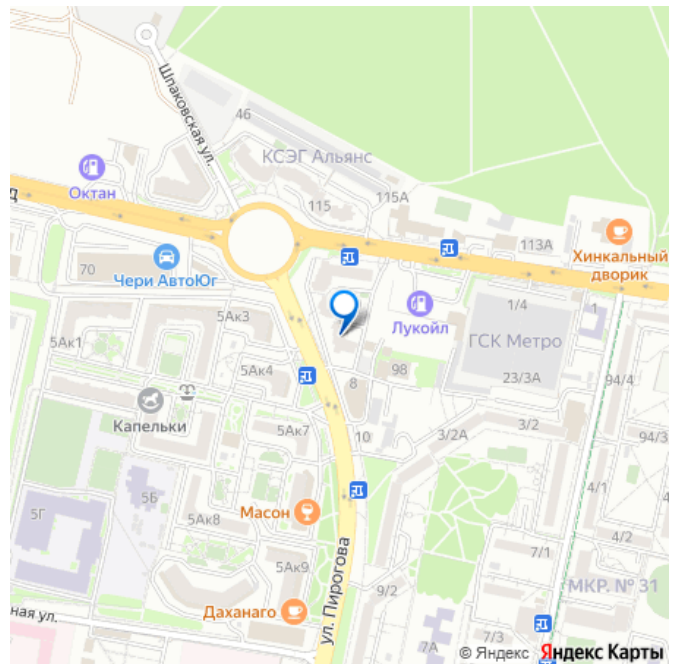 Шпаковская ул.
46
КСЭГ Альянс
Октан
115А
115
д
113А
Хинкальный
дворик
70
Чери АвтоЮг
Лукойл
1/4
1
5Ак3
ГСК Метро
5Ак1
5Ак4
8
98
23/3А
94/4
Капельки
3/2
5Ак7
10
3/2А
94/3
5Б
4/1
5Г
Масон
5Ак8
4/2
7/1
5Ак9
ул. Пирогова
9/2
МКР. № 31
Даханаго
ная ул.
7А
7/3
© Яндекс Яндекс Карты